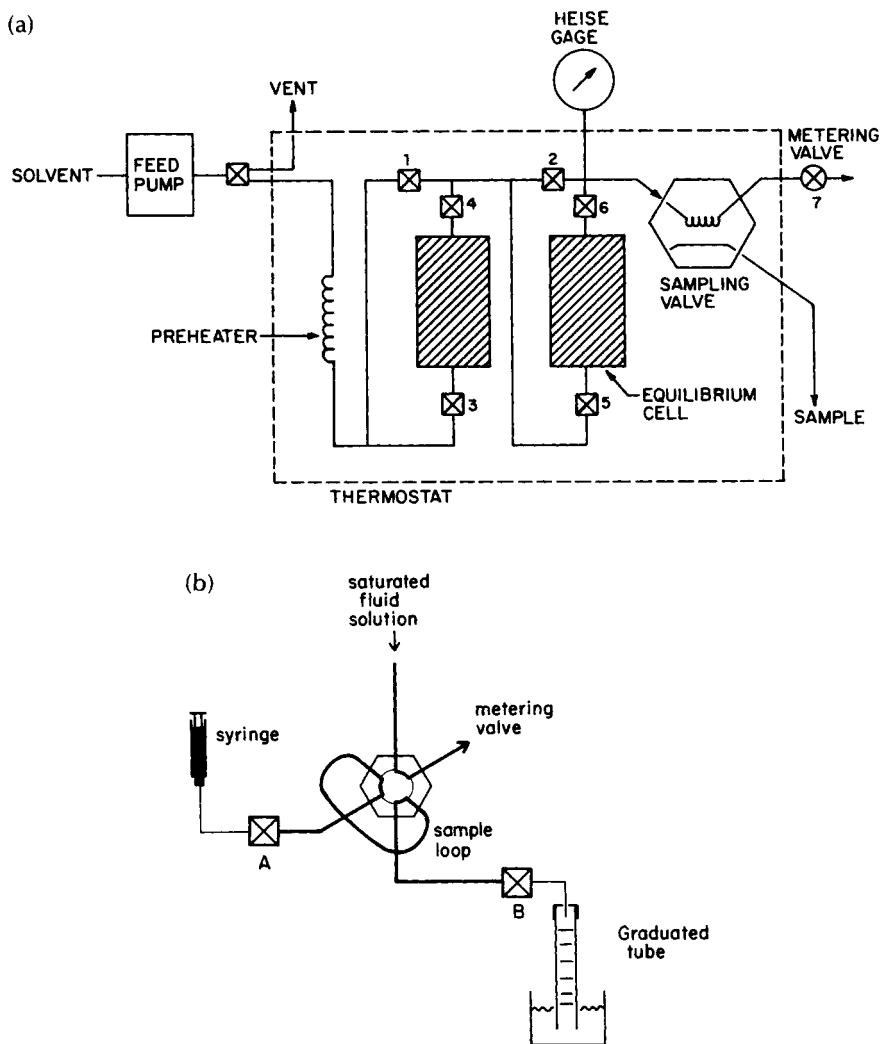 (a)
HEISE
GAGE
VENT
METERING
VALVE
SOLVENT
FEED
PUMP
1
2
4
6
7
SAMPLING
VALVE
PREHEATER
EQUILIBRIUM
CELL
3
5
SAMPLE
THERMOSTAT
(b)
saturated
fluid
solution
metering
valve
syringe
sample
loop
A
B
Graduated
tube